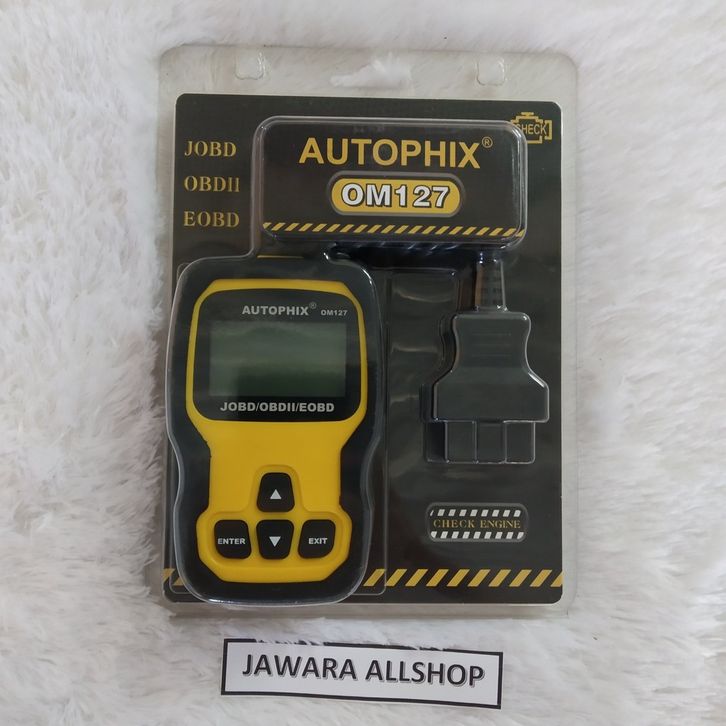 JOBD
OBDII
EOBD
AUTOPHIX®
OM127
CHECK
AUTOPHIX® OM127
JOBD/OBDII/EOBD
▲
ENTER ▼ EXIT
CHECK ENGINE
JAWARA ALLSHOP